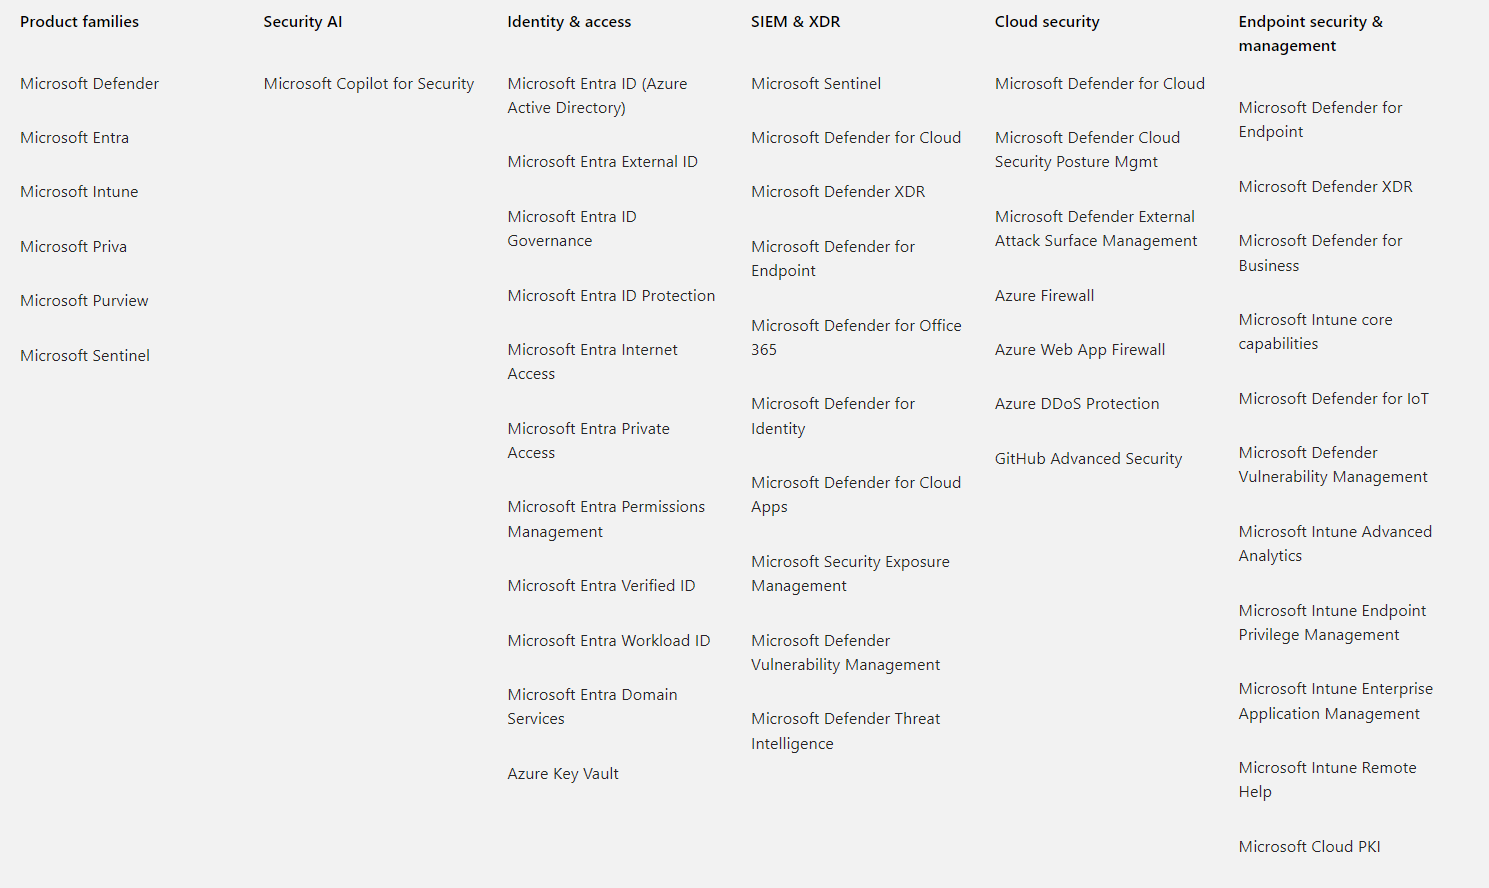 Product families
Microsoft Defender
Microsoft Entra
Microsoft Intune
Microsoft Priva
Microsoft Purview
Microsoft Sentinel
Security AI
Microsoft Copilot for Security
Identity & access
Microsoft Entra ID (Azure
Active Directory)
Microsoft Entra External ID
Microsoft Entra ID
Governance
Microsoft Entra ID Protection
Microsoft Entra Internet
Access
Microsoft Entra Private
Access
Microsoft Entra Permissions
Management
Microsoft Entra Verified ID
Microsoft Entra Workload ID
Microsoft Entra Domain
Services
Azure Key Vault
SIEM & XDR
Microsoft Sentinel
Microsoft Defender for Cloud
Microsoft Defender XDR
Microsoft Defender for
Endpoint
Microsoft Defender for Office
365
Microsoft Defender for
Identity
Microsoft Defender for Cloud
Apps
Microsoft Security Exposure
Management
Microsoft Defender
Vulnerability Management
Microsoft Defender Threat
Intelligence
Cloud security
Microsoft Defender for Cloud
Microsoft Defender Cloud
Security Posture Mgmt
Microsoft Defender External
Attack Surface Management
Azure Firewall
Azure Web App Firewall
Azure DDoS Protection
GitHub Advanced Security
Endpoint security &
management
Microsoft Defender for
Endpoint
Microsoft Defender XDR
Microsoft Defender for
Business
Microsoft Intune core
capabilities
Microsoft Defender for IoT
Microsoft Defender
Vulnerability Management
Microsoft Intune Advanced
Analytics
Microsoft Intune Endpoint
Privilege Management
Microsoft Intune Enterprise
Application Management
Microsoft Intune Remote
Help
Microsoft Cloud PKI